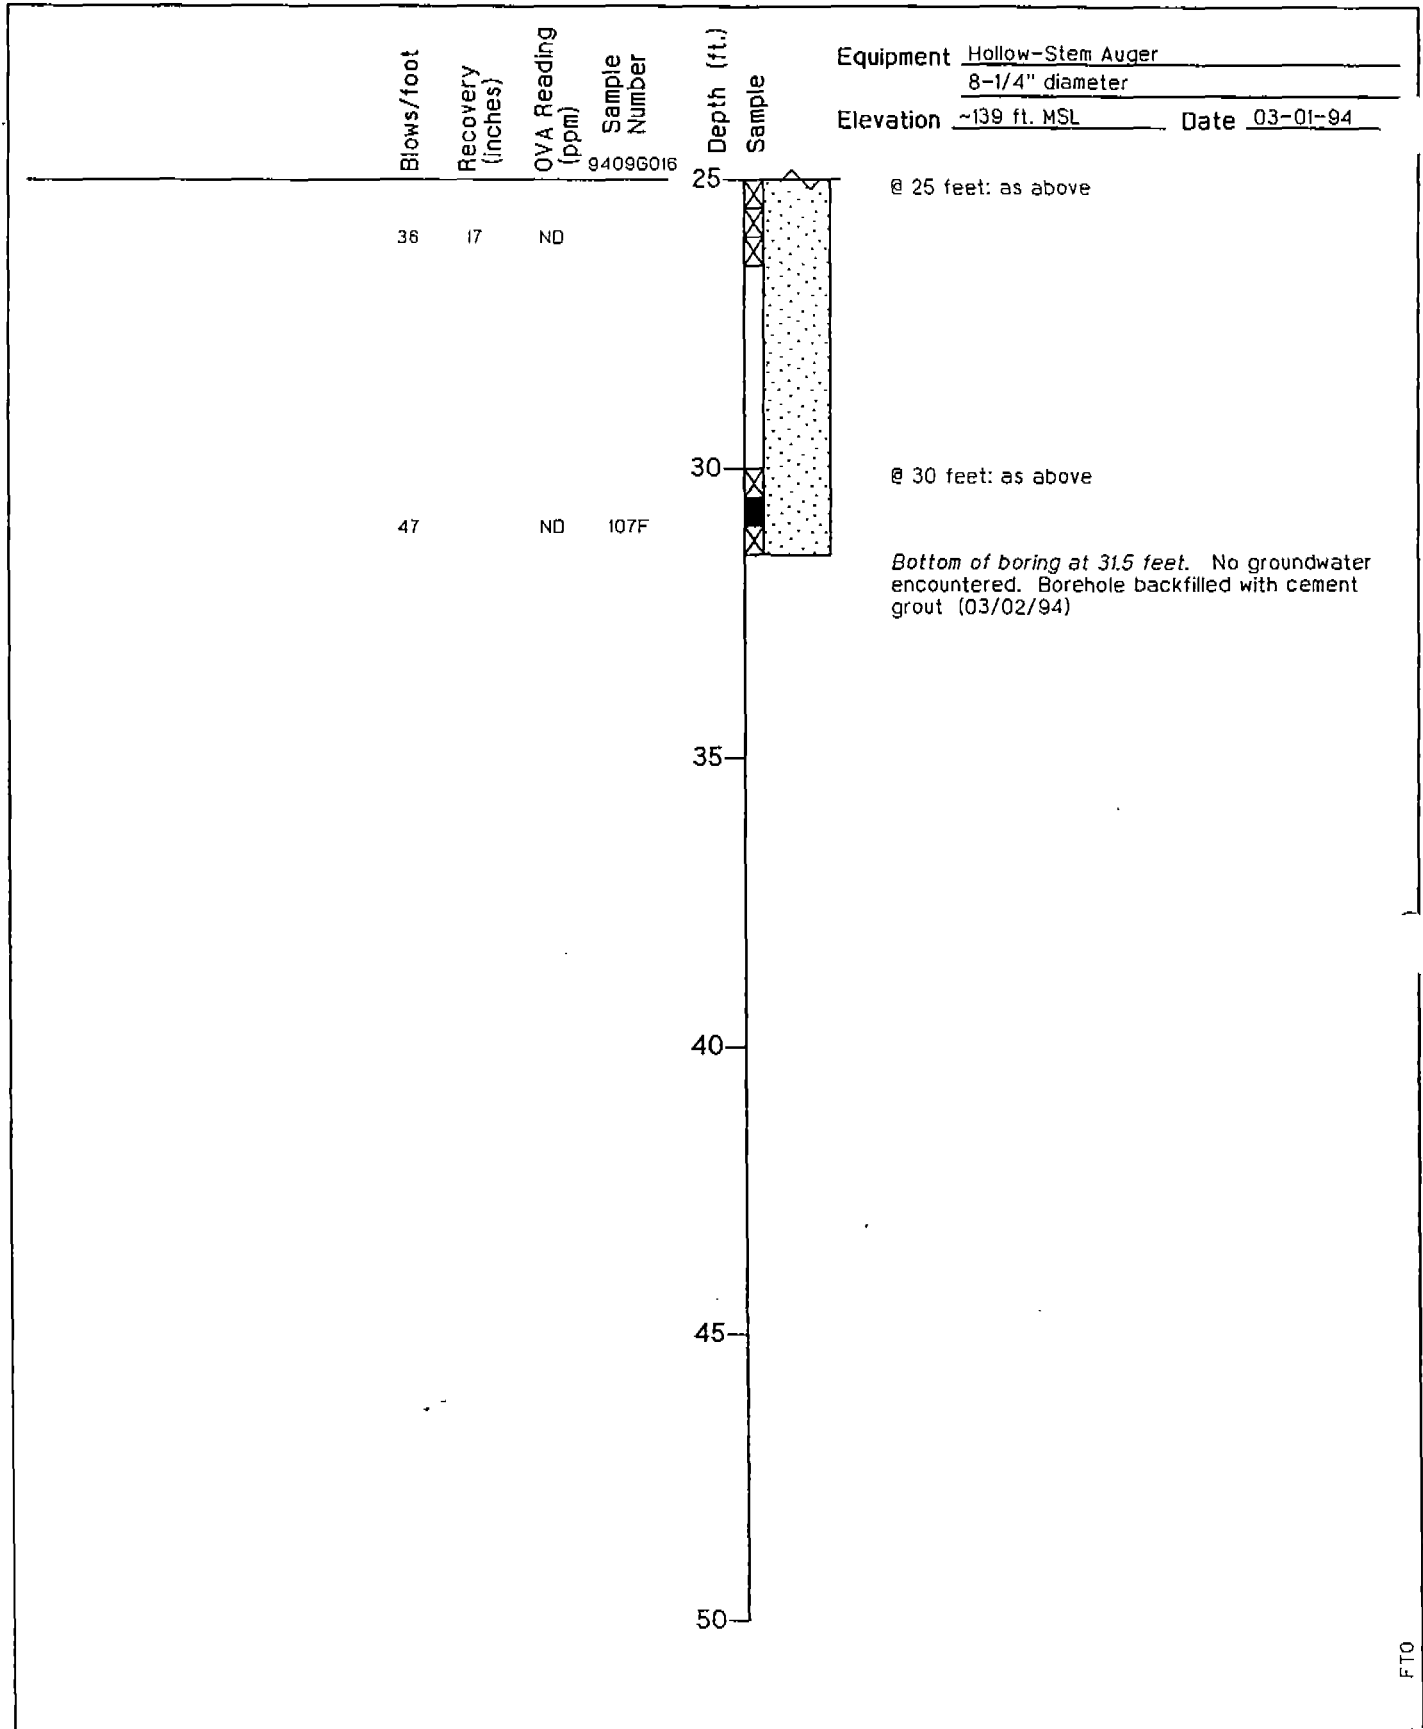 Blows/foot
Recovery
(inches)
OVA Reading
(ppm)
Sample
Number
9409G016
Depth (ft.)
Sample
Equipment Hollow-Stem Auger
8-1/4" diameter
Elevation ~139 ft. MSL Date 03-01-94
25
@ 25 feet: as above
36 17 ND
30
@ 30 feet: as above
47 ND 107F
Bottom of boring at 31.5 feet. No groundwater
encountered. Borehole backfilled with cement
grout (03/02/94)
35
40
45
50
FTO